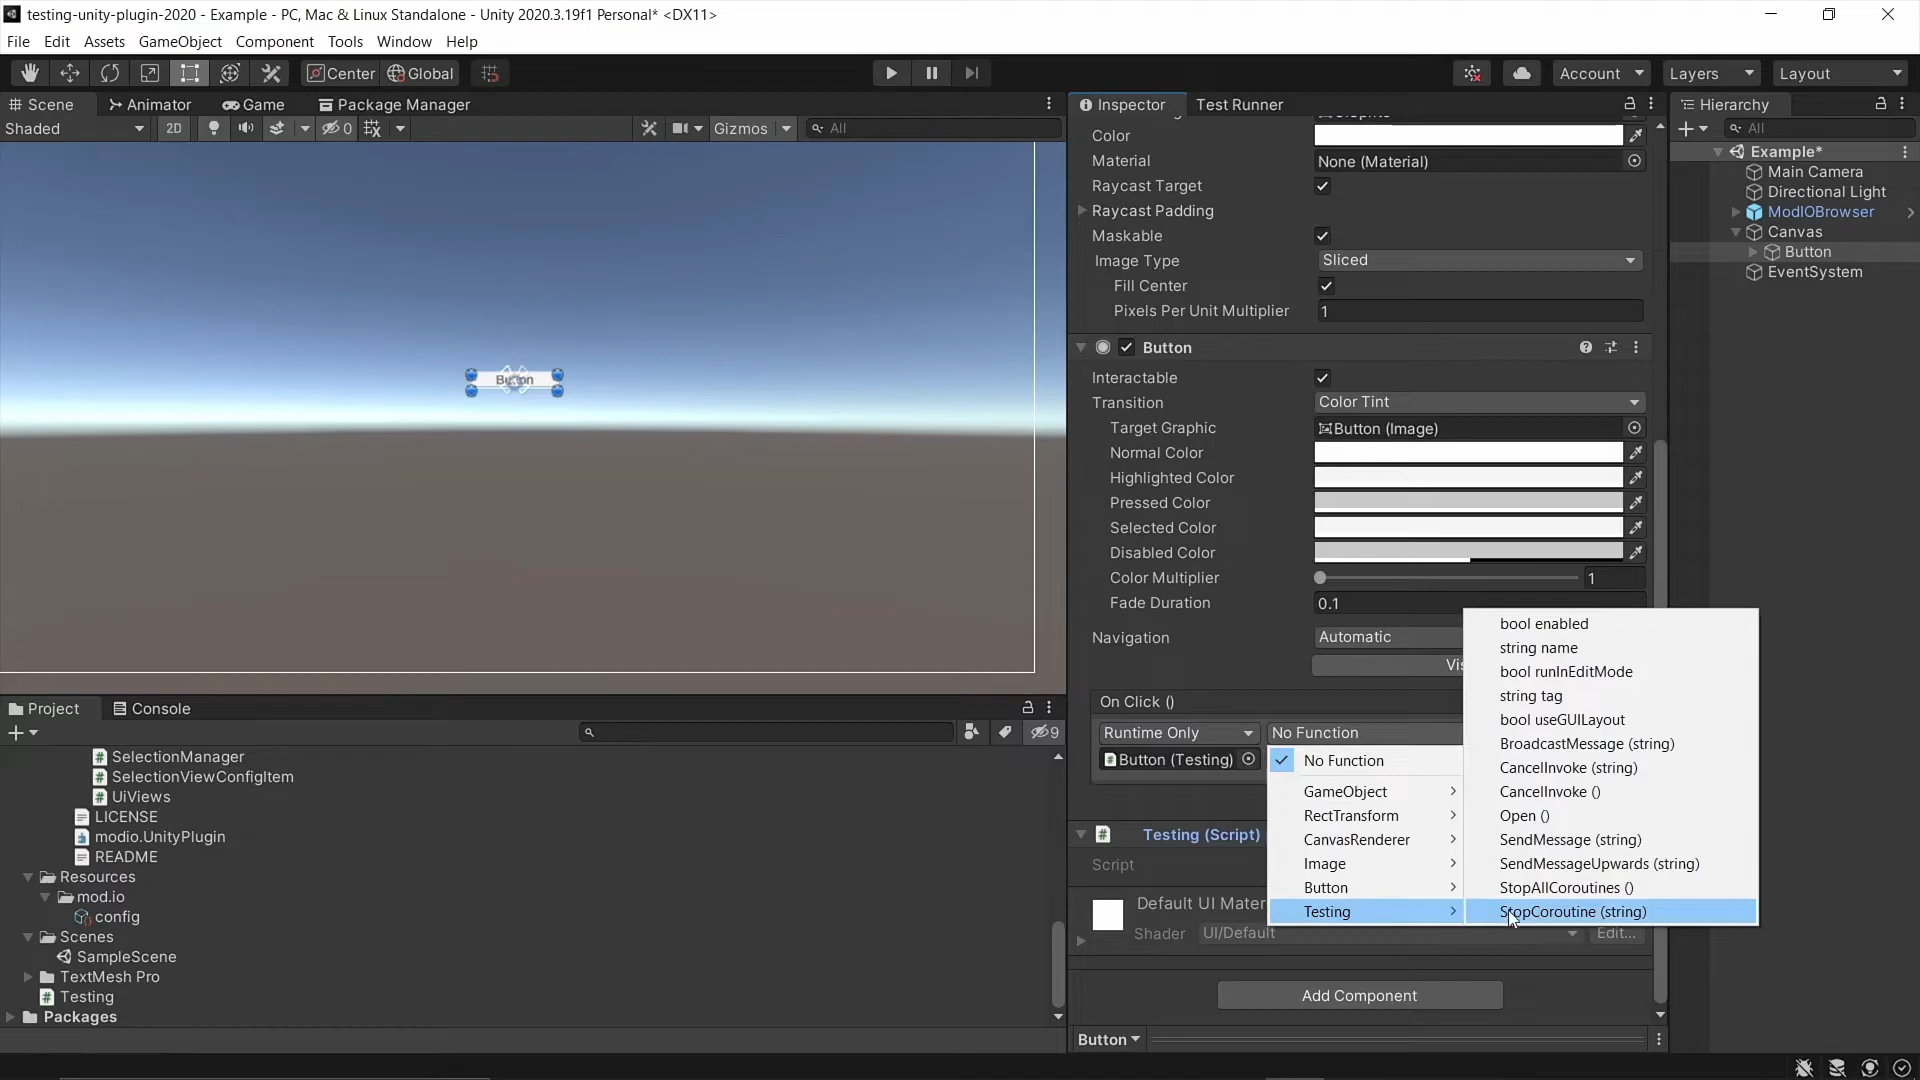 testing-unity-plugin-2020 - Example - PC, Mac & Linux Standalone - Unity 2020.3.19f1 Personal* <DX11>
File Edit Assets GameObject Component Tools Window Help
Center Global Account Layers Layout
Scene Animator Game Package Manager
Shaded 2D 0 Gizmos All
Button
Inspector Test Runner
Color
Material None (Material)
Raycast Target
Raycast Padding
Maskable
Image Type Sliced
Fill Center
Pixels Per Unit Multiplier 1
Button
Interactable
Transition Color Tint
Target Graphic Button (Image)
Normal Color
Highlighted Color
Pressed Color
Selected Color
Disabled Color
Color Multiplier 1
Fade Duration 0.1
Navigation Automatic
Vis
On Click ()
Runtime Only No Function
Button (Testing)
No Function
GameObject
RectTransform
CanvasRenderer
Image
Button
Testing
bool enabled
string name
bool runInEditMode
string tag
bool useGUILayout
BroadcastMessage (string)
CancelInvoke (string)
CancelInvoke ()
Open ()
SendMessage (string)
SendMessageUpwards (string)
StopAllCoroutines ()
StopCoroutine (string)
# Testing (Script)
Script
Default UI Mater
Shader UI/Default Edit...
Add Component
Button
Hierarchy
All
Example*
Main Camera
Directional Light
ModIOBrowser
Canvas
Button
EventSystem
Project Console
9
SelectionManager
SelectionViewConfigItem
UiViews
LICENSE
modio.UnityPlugin
README
Resources
mod.io
config
Scenes
SampleScene
TextMesh Pro
Testing
Packages